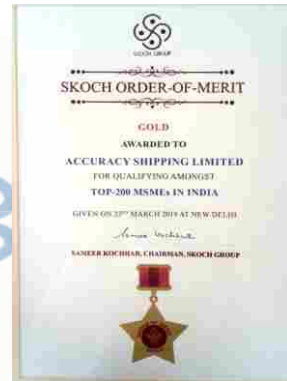 SKOCH GROUP
SKOCH ORDER-OF-MERIT
GOLD
AWARDED TO
ACCURACY SHIPPING LIMITED
FOR QUALIFYING AMONGST
TOP-200 MSMEs IN INDIA
GIVEN ON 25TH MARCH 2019 AT NEW DELHI
SAMEER KOCHHAR, CHAIRMAN, SKOCH GROUP